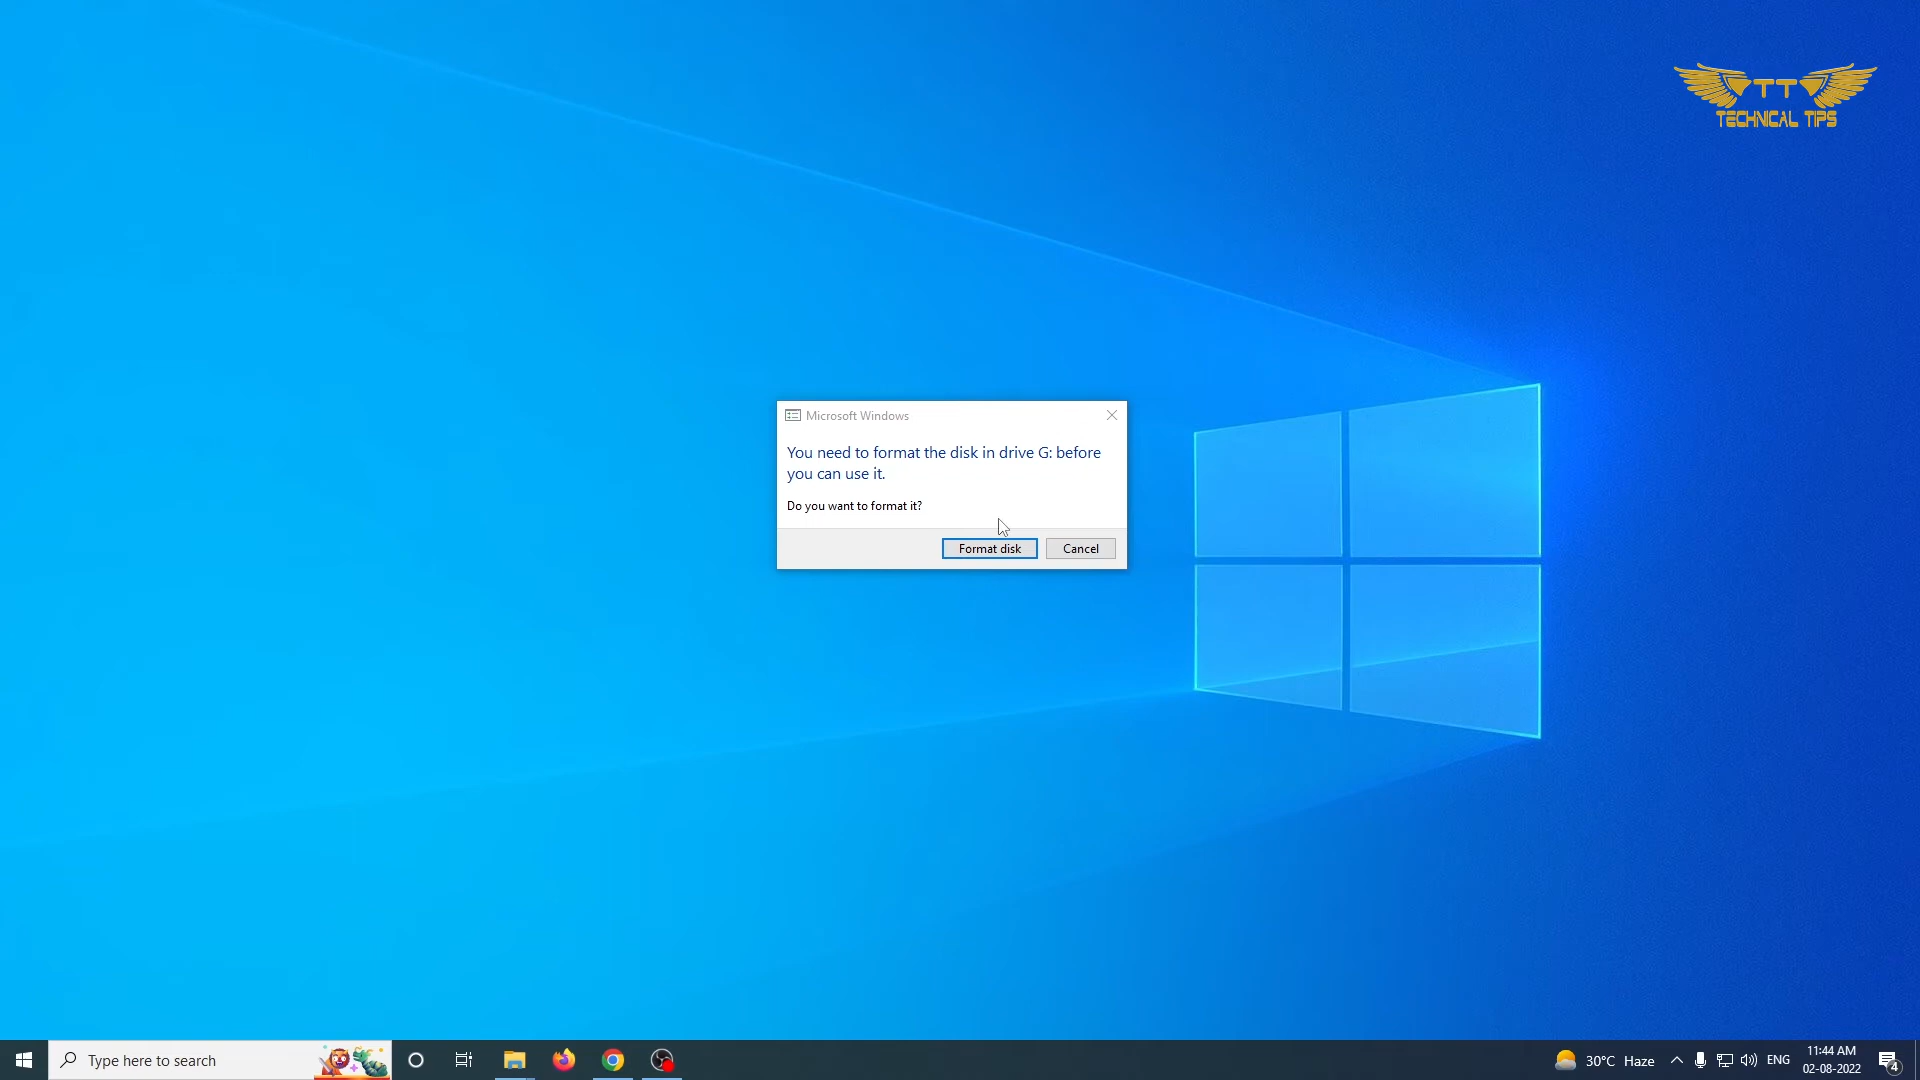 TT
TECHNICAL TIPS
Microsoft Windows
You need to format the disk in drive G: before
you can use it.
Do you want to format it?
Format disk
Cancel
Type here to search
30°C Haze
ENG
11:44 AM
02-08-2022
4